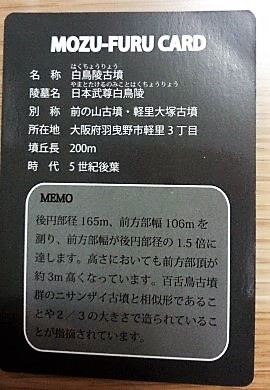 MOZU-FURU CARD
はくちょうりょう
名　称　白鳥陵古墳
やまとたけるのみことはくちょうりょう
陵墓名　日本武尊白鳥陵
別　称　前の山古墳・軽里大塚古墳
所在地　大阪府羽曳野市軽里3丁目
墳丘長　200m
時　代　5世紀後葉
MEMO
後円部径165m、前方部幅106mを
測り、前方部幅が後円部径の1.5倍に
達します。高さにおいても前方部頂が
約3m高くなっています。百舌鳥古墳
群のニサンザイ古墳と相似形であるこ
とや2／3の大きさで造られていること
が指摘されています。